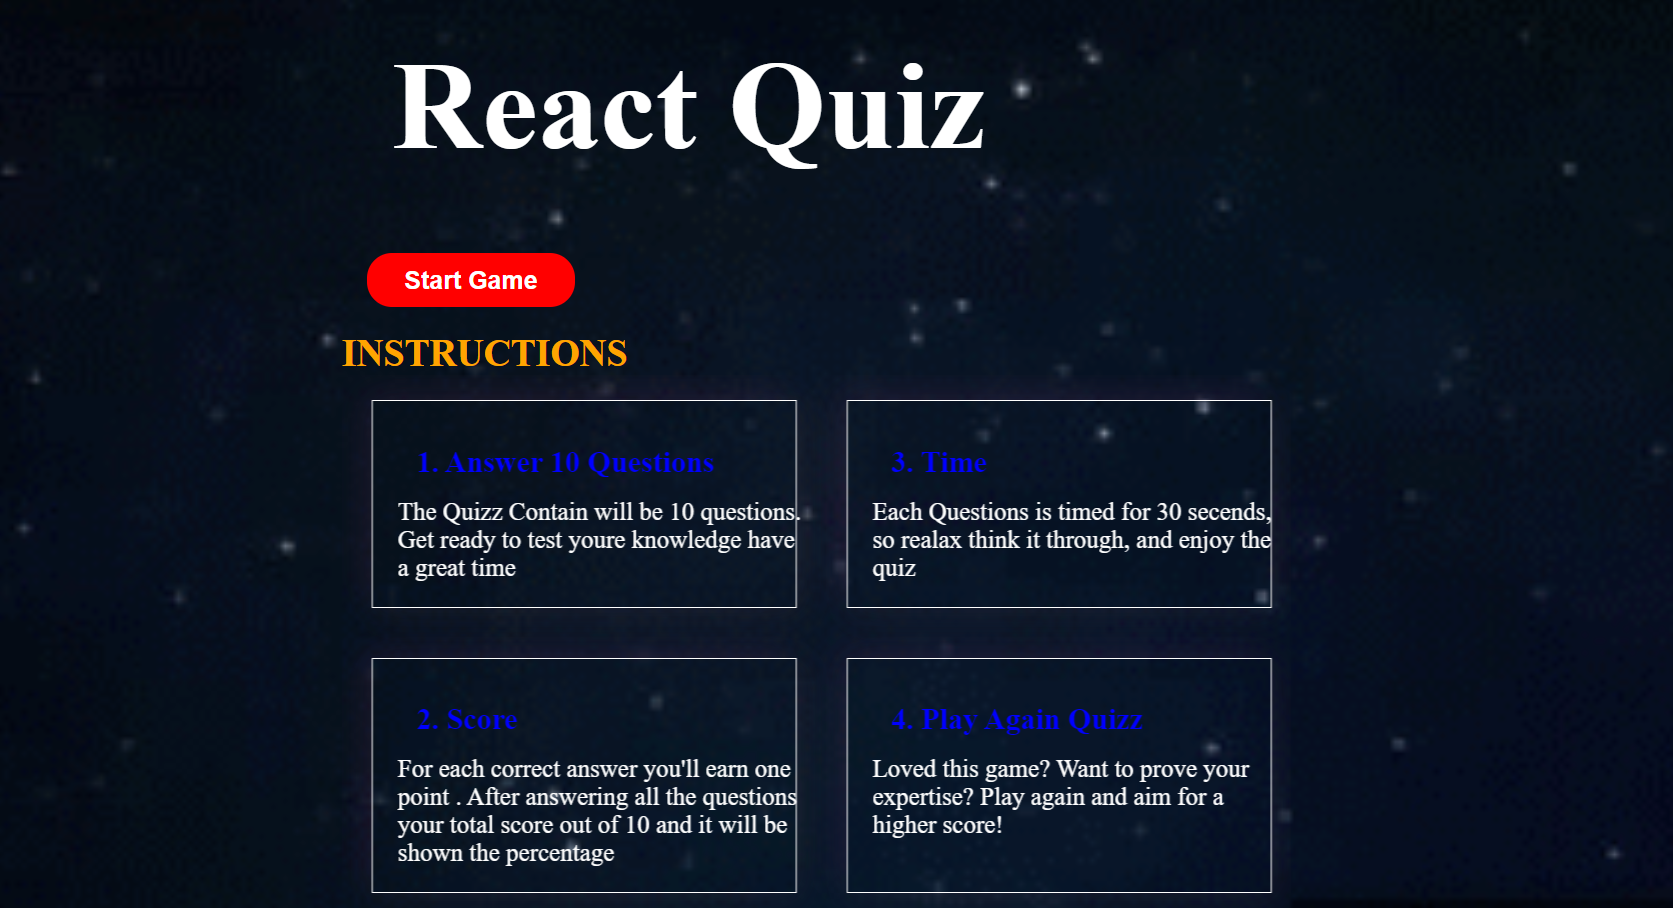 React Quiz
Start Game
INSTRUCTIONS
1. Answer 10 Questions
The Quizz Contain will be 10 questions.
Get ready to test youre knowledge have
a great time
3. Time
Each Questions is timed for 30 secends,
so realax think it through, and enjoy the
quiz
2. Score
For each correct answer you'll earn one
point . After answering all the questions
your total score out of 10 and it will be
shown the percentage
4. Play Again Quizz
Loved this game? Want to prove your
expertise? Play again and aim for a
higher score!